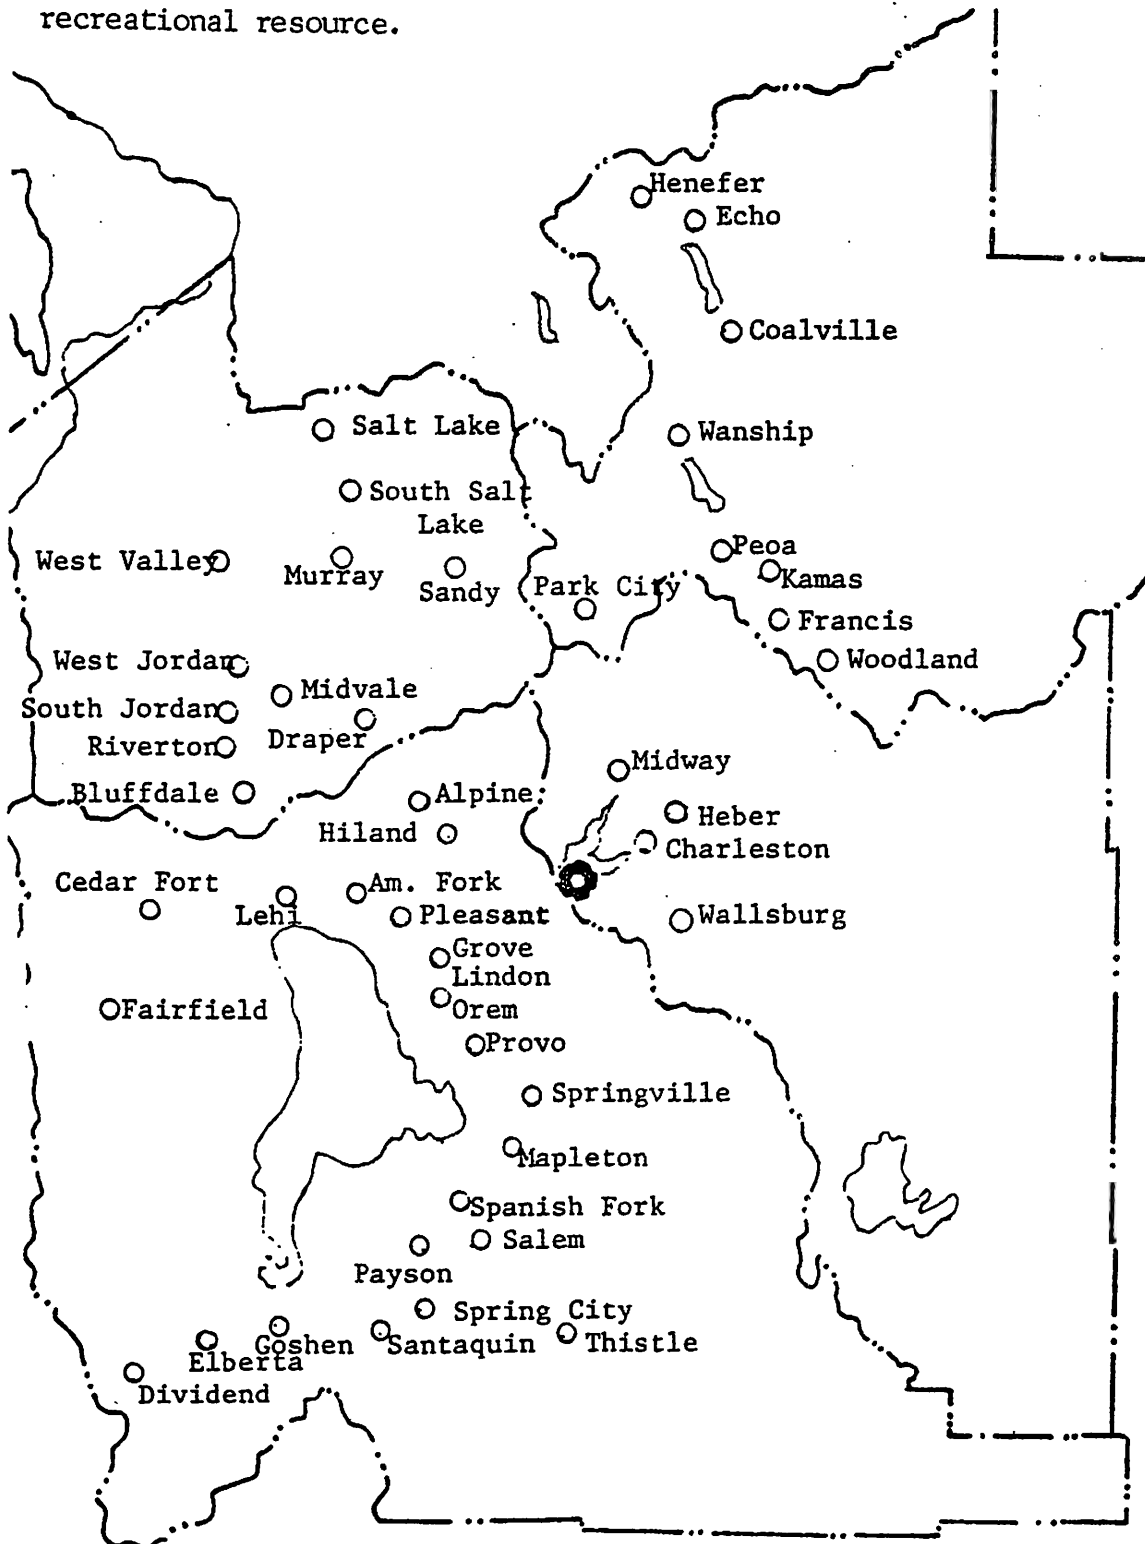 recreational resource.
Henefer
Echo
Coalville
Salt Lake
Wanship
South Salt
Lake
West Valley
Murray
Sandy
Park City
Peoa
Kamas
Francis
Woodland
West Jordan
Midvale
South Jordan
Draper
Riverton
Bluffdale
Midway
Alpine
Heber
Hiland
Charleston
Cedar Fort
Am. Fork
Lehi
Pleasant
Wallsburg
Grove
Lindon
Fairfield
Orem
Provo
Springville
Mapleton
Spanish Fork
Salem
Payson
Spring City
Goshen
Santaquin
Thistle
Elberta
Dividend